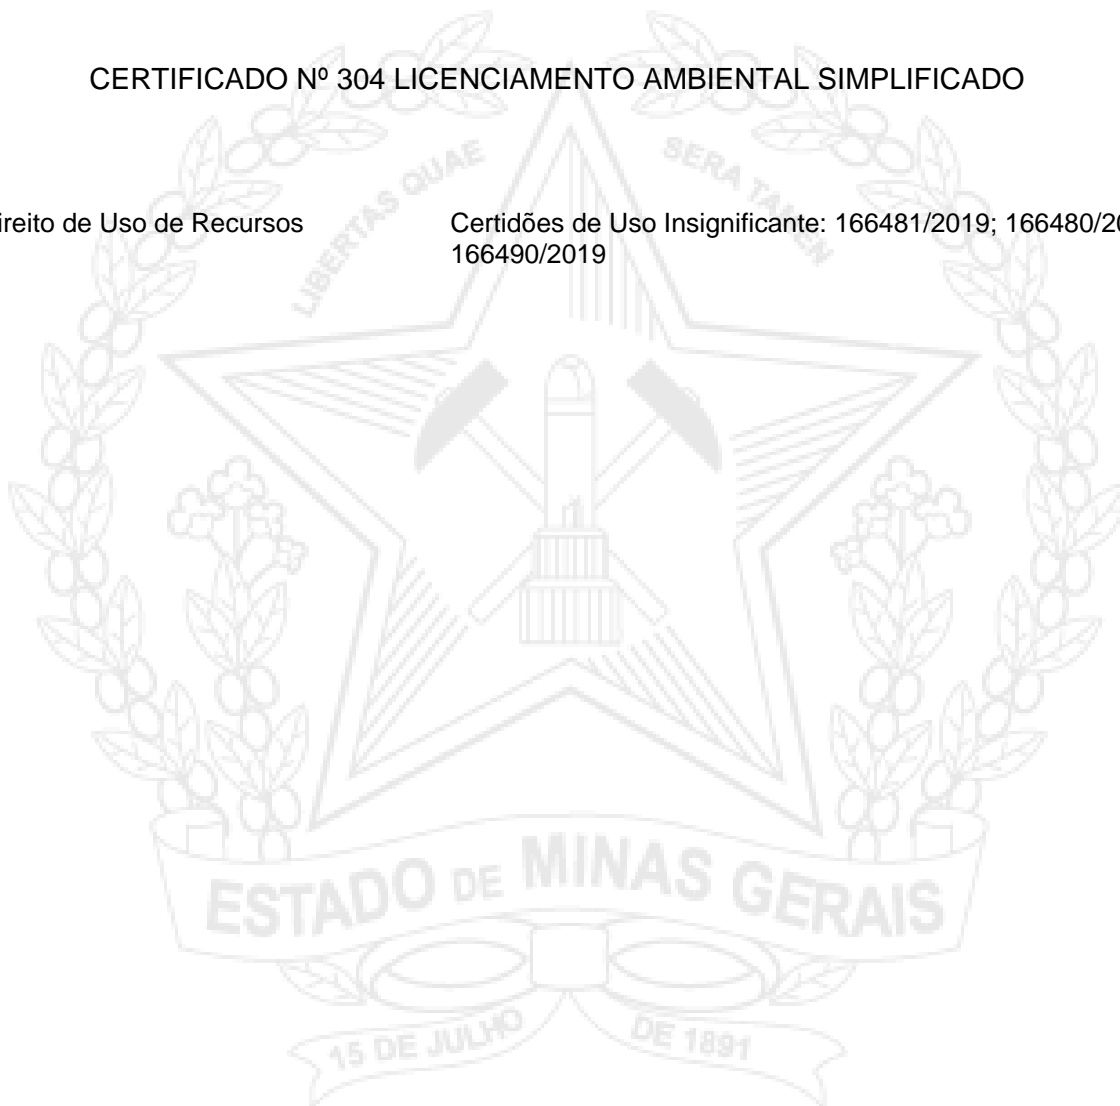 CERTIFICADO Nº 304 LICENCIAMENTO AMBIENTAL SIMPLIFICADO
LIBERTAS QUAE SERA TAMEN
ireito de Uso de Recursos
Certidões de Uso Insignificante: 166481/2019; 166480/20
166490/2019
ESTADO DE MINAS GERAIS
15 DE JULHO DE 1891